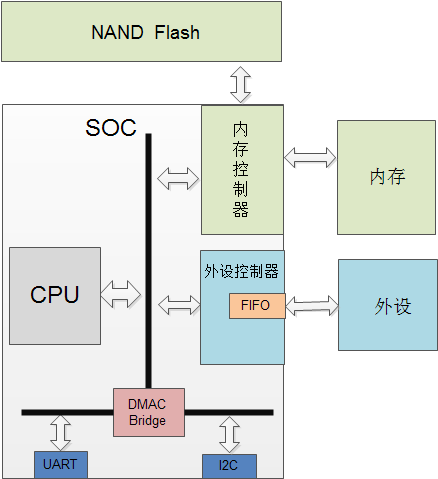 NAND Flash
SOC
内
存
控
制
器
内存
CPU
外设控制器
FIFO
外设
DMAC
Bridge
UART
I2C